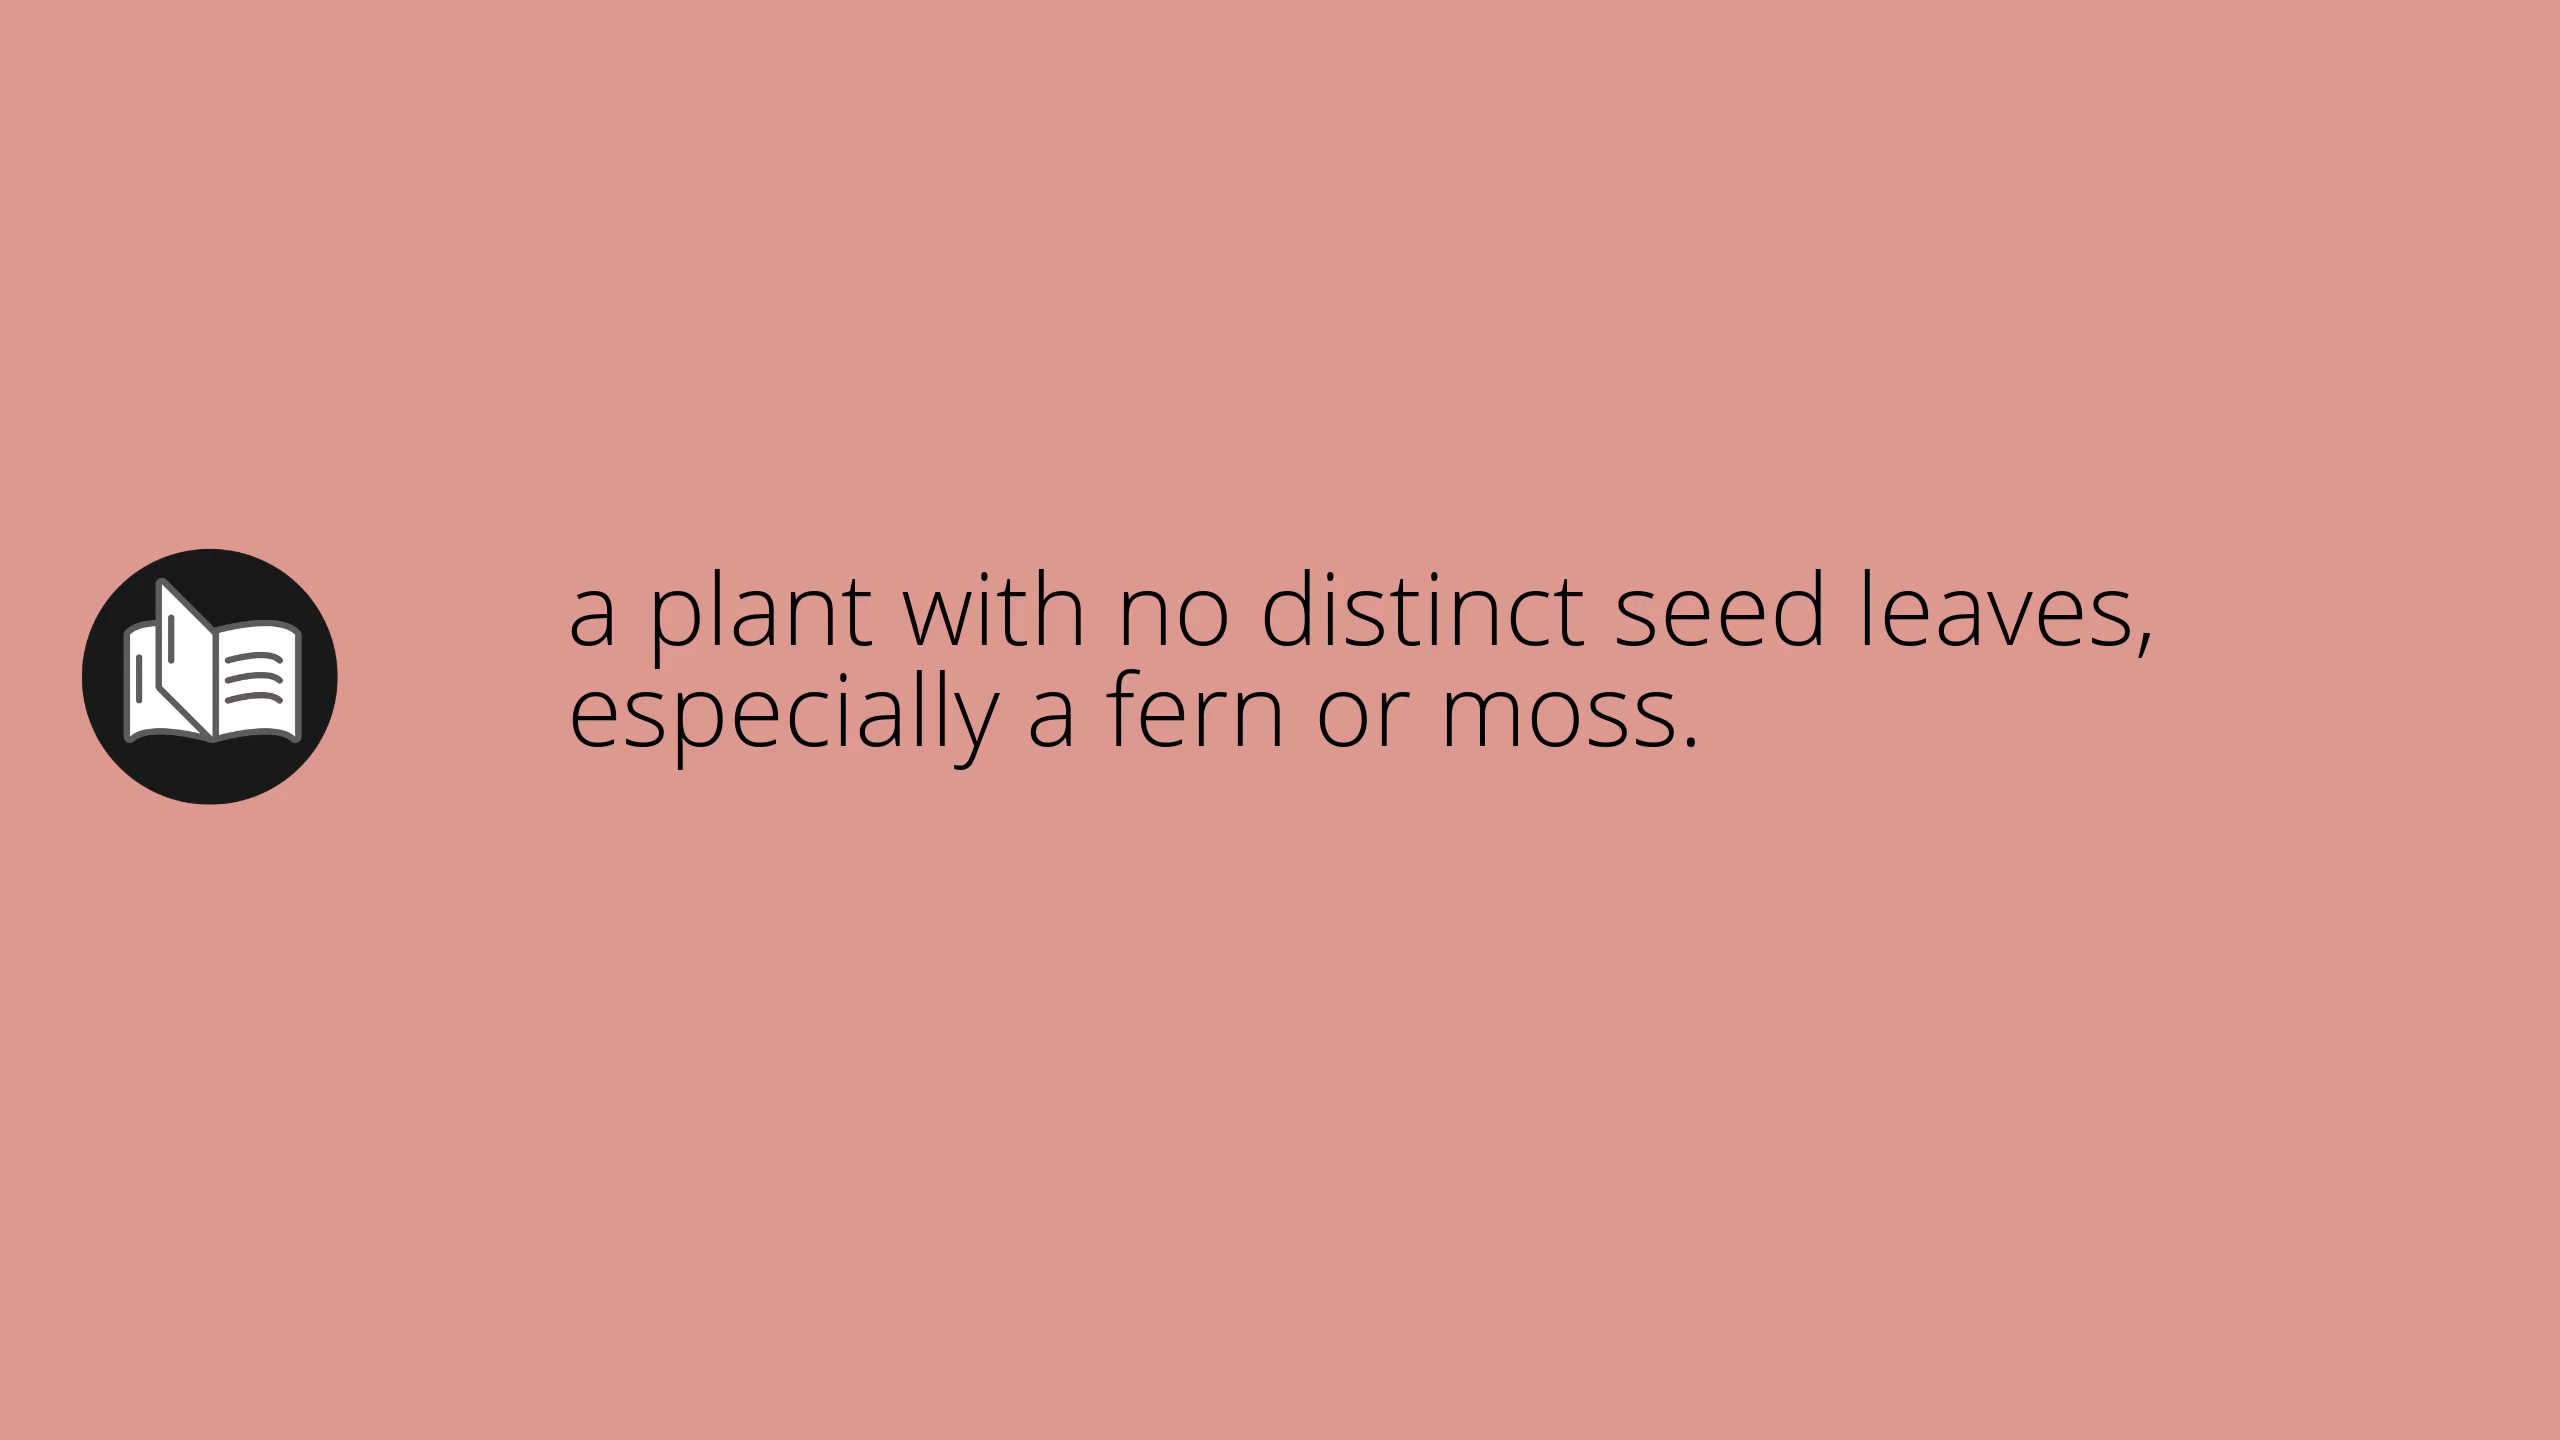 a plant with no distinct seed leaves,
especially a fern or moss.